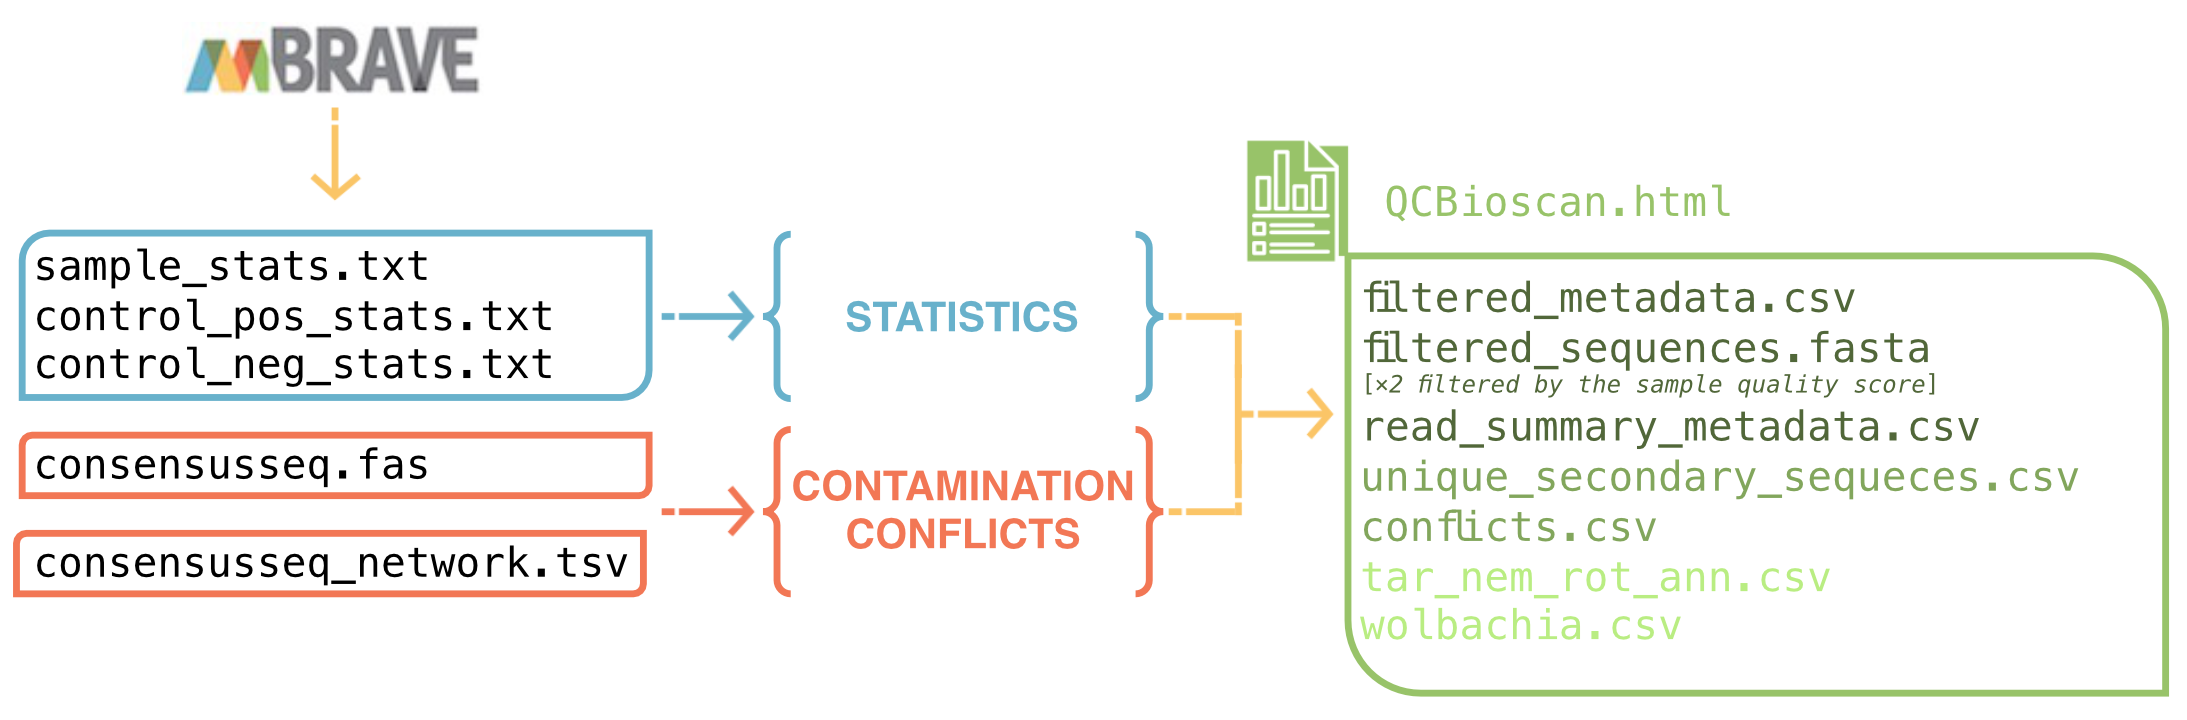 mBRAVE
sample_stats.txt
control_pos_stats.txt
control_neg_stats.txt
consensusseq.fas
consensusseq_network.tsv
STATISTICS
CONTAMINATION
CONFLICTS
QCBioscan.html
filtered_metadata.csv
filtered_sequences.fasta
[×2 filtered by the sample quality score]
read_summary_metadata.csv
unique_secondary_sequeces.csv
conflicts.csv
tar_nem_rot_ann.csv
wolbachia.csv